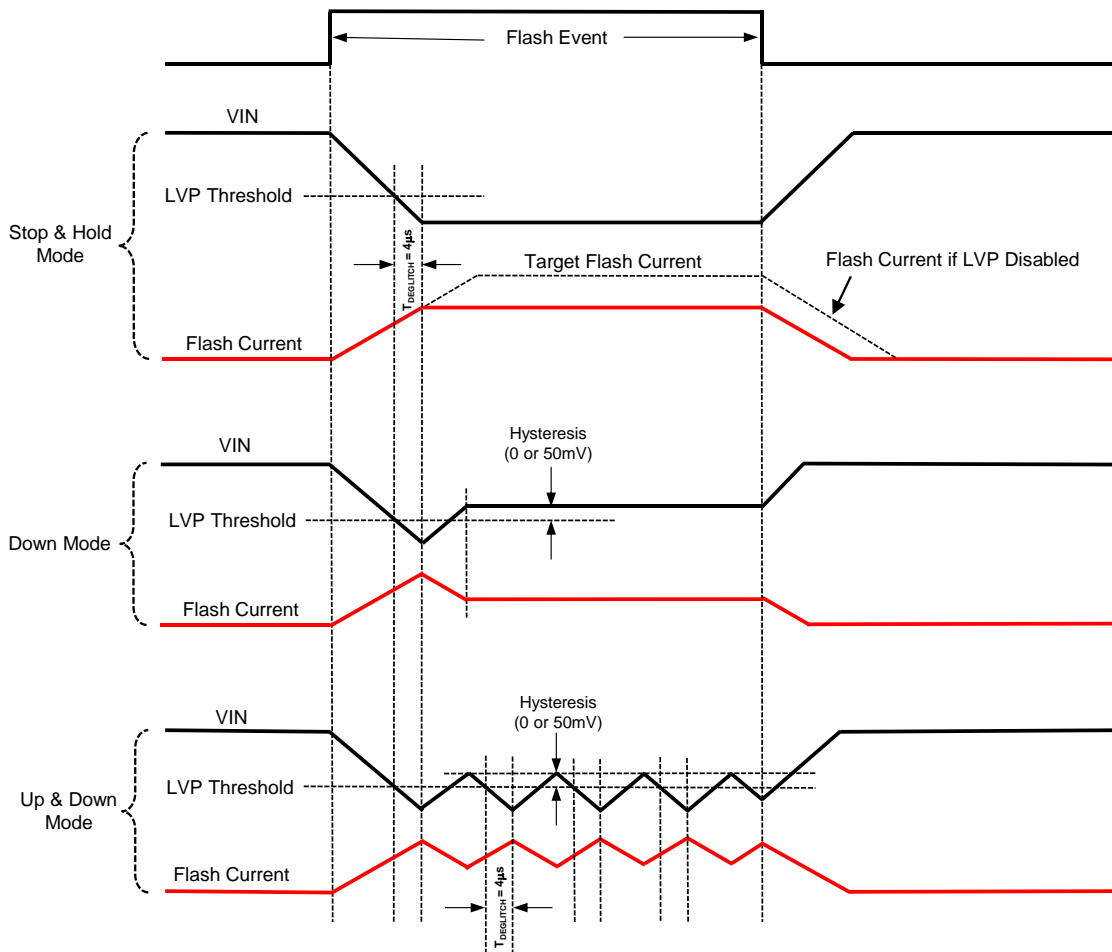 Flash Event
VIN
LVP Threshold
Stop & Hold
Mode
T_DEGLITCH = 4µs
Target Flash Current
Flash Current if LVP Disabled
Flash Current
VIN
Hysteresis
(0 or 50mV)
LVP Threshold
Down Mode
Flash Current
VIN
Hysteresis
(0 or 50mV)
LVP Threshold
Up & Down
Mode
Flash Current
T_DEGLITCH = 4µs